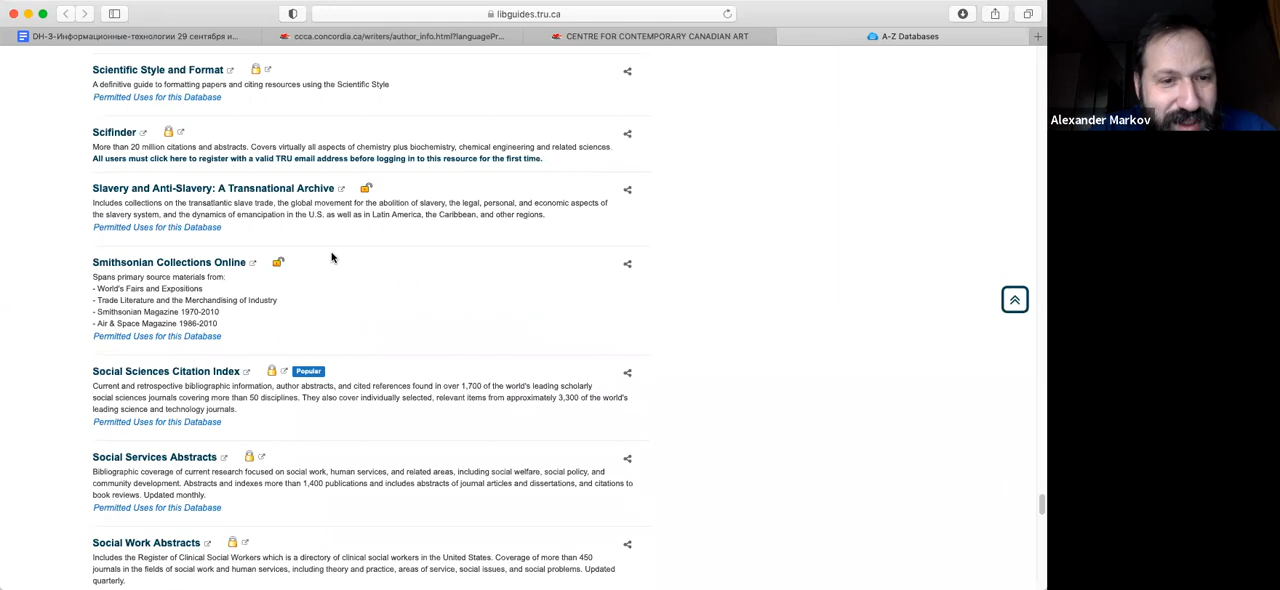 libguides.tru.ca
DH-3-Информационные-технологии 29 сентября и...
ccca.concordia.ca/writers/author_info.html?languagePr...
CENTRE FOR CONTEMPORARY CANADIAN ART
A-Z Databases
Scientific Style and Format
A definitive guide to formatting papers and citing resources using the Scientific Style
Permitted Uses for this Database
Scifinder
More than 20 million citations and abstracts. Covers virtually all aspects of chemistry plus biochemistry, chemical engineering and related sciences.
All users must click here to register with a valid TRU email address before logging in to this resource for the first time.
Slavery and Anti-Slavery: A Transnational Archive
Includes collections on the transatlantic slave trade, the global movement for the abolition of slavery, the legal, personal, and economic aspects of
the slavery system, and the dynamics of emancipation in the U.S. as well as in Latin America, the Caribbean, and other regions.
Permitted Uses for this Database
Smithsonian Collections Online
Spans primary source materials from:
- World's Fairs and Expositions
- Trade Literature and the Merchandising of Industry
- Smithsonian Magazine 1970-2010
- Air & Space Magazine 1986-2010
Permitted Uses for this Database
Social Sciences Citation Index Popular
Current and retrospective bibliographic information, author abstracts, and cited references found in over 1,700 of the world's leading scholarly
social sciences journals covering more than 50 disciplines. They also cover individually selected, relevant items from approximately 3,300 of the world's
leading science and technology journals.
Permitted Uses for this Database
Social Services Abstracts
Bibliographic coverage of current research focused on social work, human services, and related areas, including social welfare, social policy, and
community development. Abstracts and indexes more than 1,400 publications and includes abstracts of journal articles and dissertations, and citations to
book reviews. Updated monthly.
Permitted Uses for this Database
Social Work Abstracts
Includes the Register of Clinical Social Workers which is a directory of clinical social workers in the United States. Coverage of more than 450
journals in the fields of social work and human services, including theory and practice, areas of service, social issues, and social problems. Updated
quarterly.
Alexander Markov